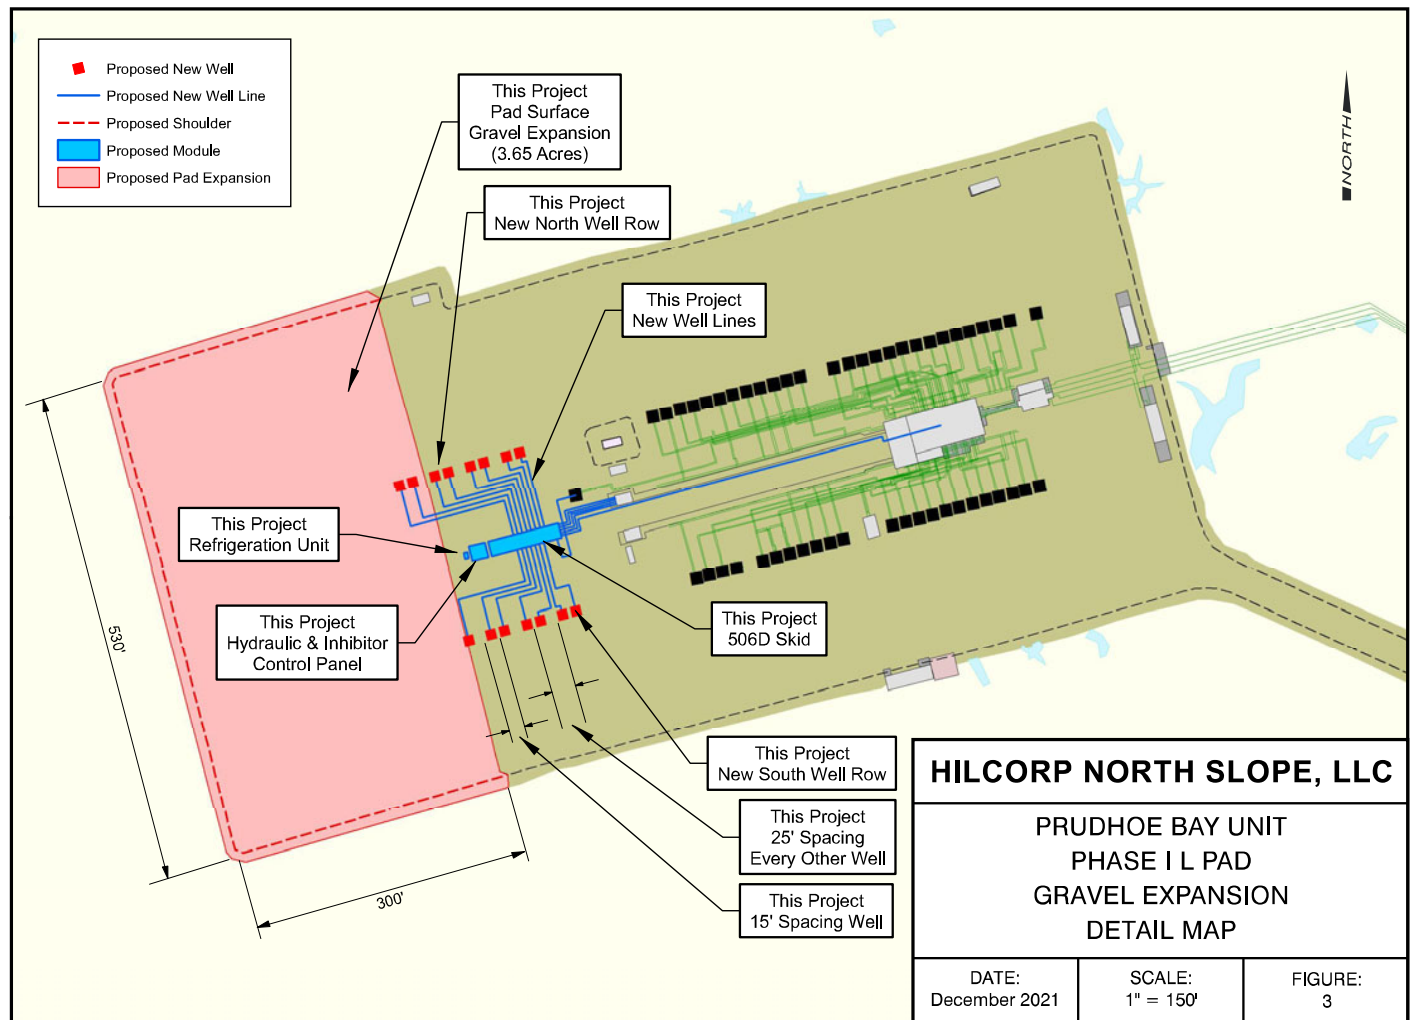 Proposed New Well
Proposed New Well Line
Proposed Shoulder
Proposed Module
Proposed Pad Expansion
This Project
Pad Surface
Gravel Expansion
(3.65 Acres)
NORTH
This Project
New North Well Row
This Project
New Well Lines
This Project
Refrigeration Unit
This Project
Hydraulic & Inhibitor
Control Panel
This Project
506D Skid
530'
300'
This Project
New South Well Row
This Project
25' Spacing
Every Other Well
This Project
15' Spacing Well
HILCORP NORTH SLOPE, LLC
PRUDHOE BAY UNIT
PHASE I L PAD
GRAVEL EXPANSION
DETAIL MAP
DATE:
December 2021
SCALE:
1" = 150'
FIGURE:
3